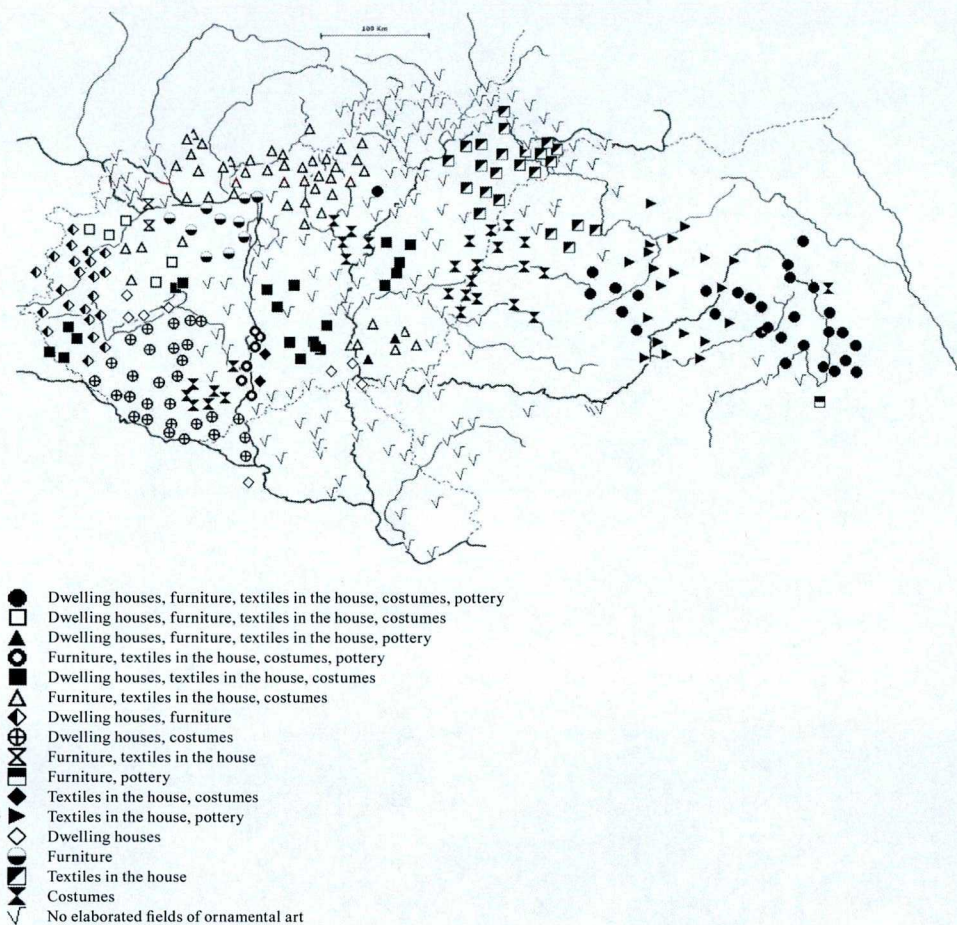 100 Km
Dwelling houses, furniture, textiles in the house, costumes, pottery
Dwelling houses, furniture, textiles in the house, costumes
Dwelling houses, furniture, textiles in the house, pottery
Furniture, textiles in the house, costumes, pottery
Dwelling houses, textiles in the house, costumes
Furniture, textiles in the house, costumes
Dwelling houses, furniture
Dwelling houses, costumes
Furniture, textiles in the house
Furniture, pottery
Textiles in the house, costumes
Textiles in the house, pottery
Dwelling houses
Furniture
Textiles in the house
Costumes
No elaborated fields of ornamental art